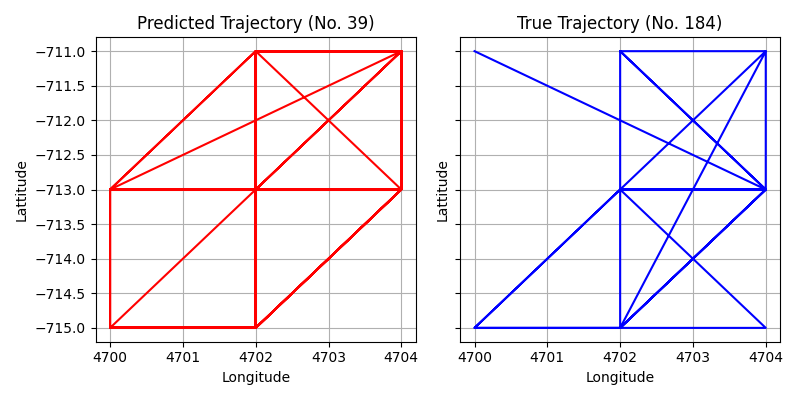 Predicted Trajectory (No. 39)
Lattitude
−711.0
−711.5
−712.0
−712.5
−713.0
−713.5
−714.0
−714.5
−715.0
4700 4701 4702 4703 4704
Longitude
True Trajectory (No. 184)
Lattitude
4700 4701 4702 4703 4704
Longitude